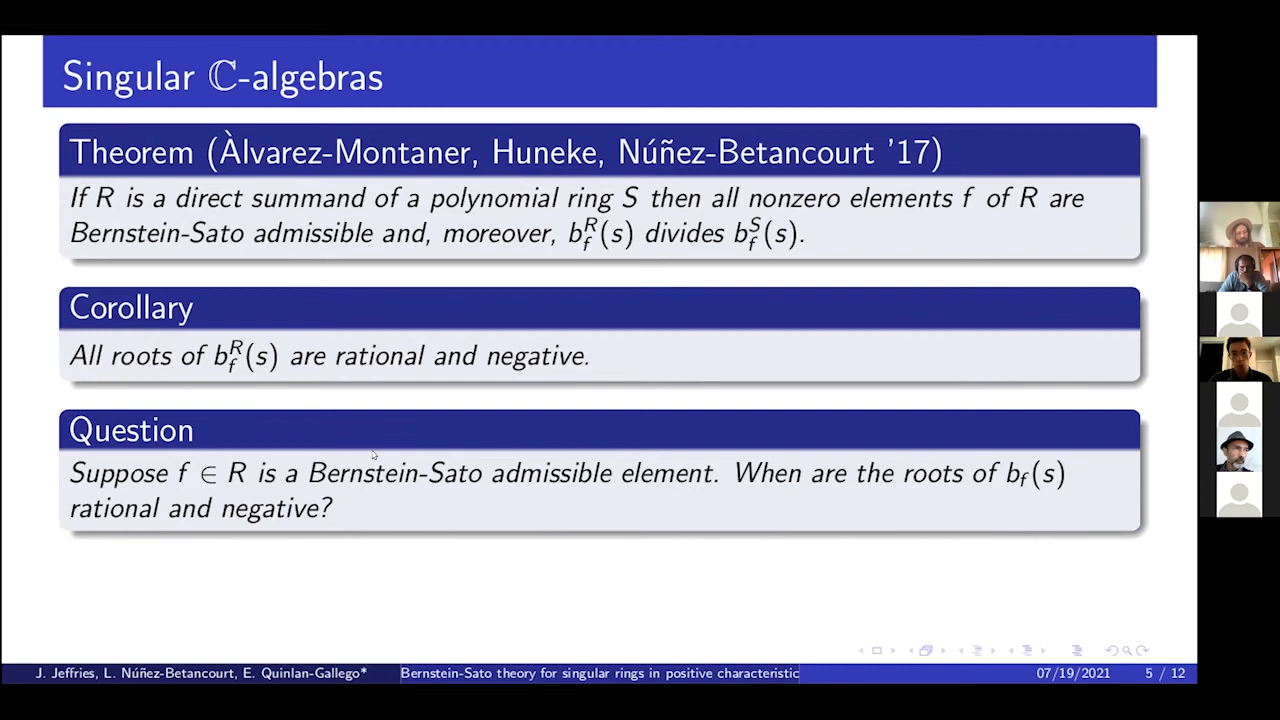 Singular ℂ-algebras
Theorem (Àlvarez-Montaner, Huneke, Núñez-Betancourt '17)
If R is a direct summand of a polynomial ring S then all nonzero elements f of R are
Bernstein-Sato admissible and, moreover, b_f^R(s) divides b_f^S(s).
Corollary
All roots of b_f^R(s) are rational and negative.
Question
Suppose f ∈ R is a Bernstein-Sato admissible element. When are the roots of b_f(s)
rational and negative?
J. Jeffries, L. Núñez-Betancourt, E. Quinlan-Gallego* Bernstein-Sato theory for singular rings in positive characteristic 07/19/2021 5 / 12